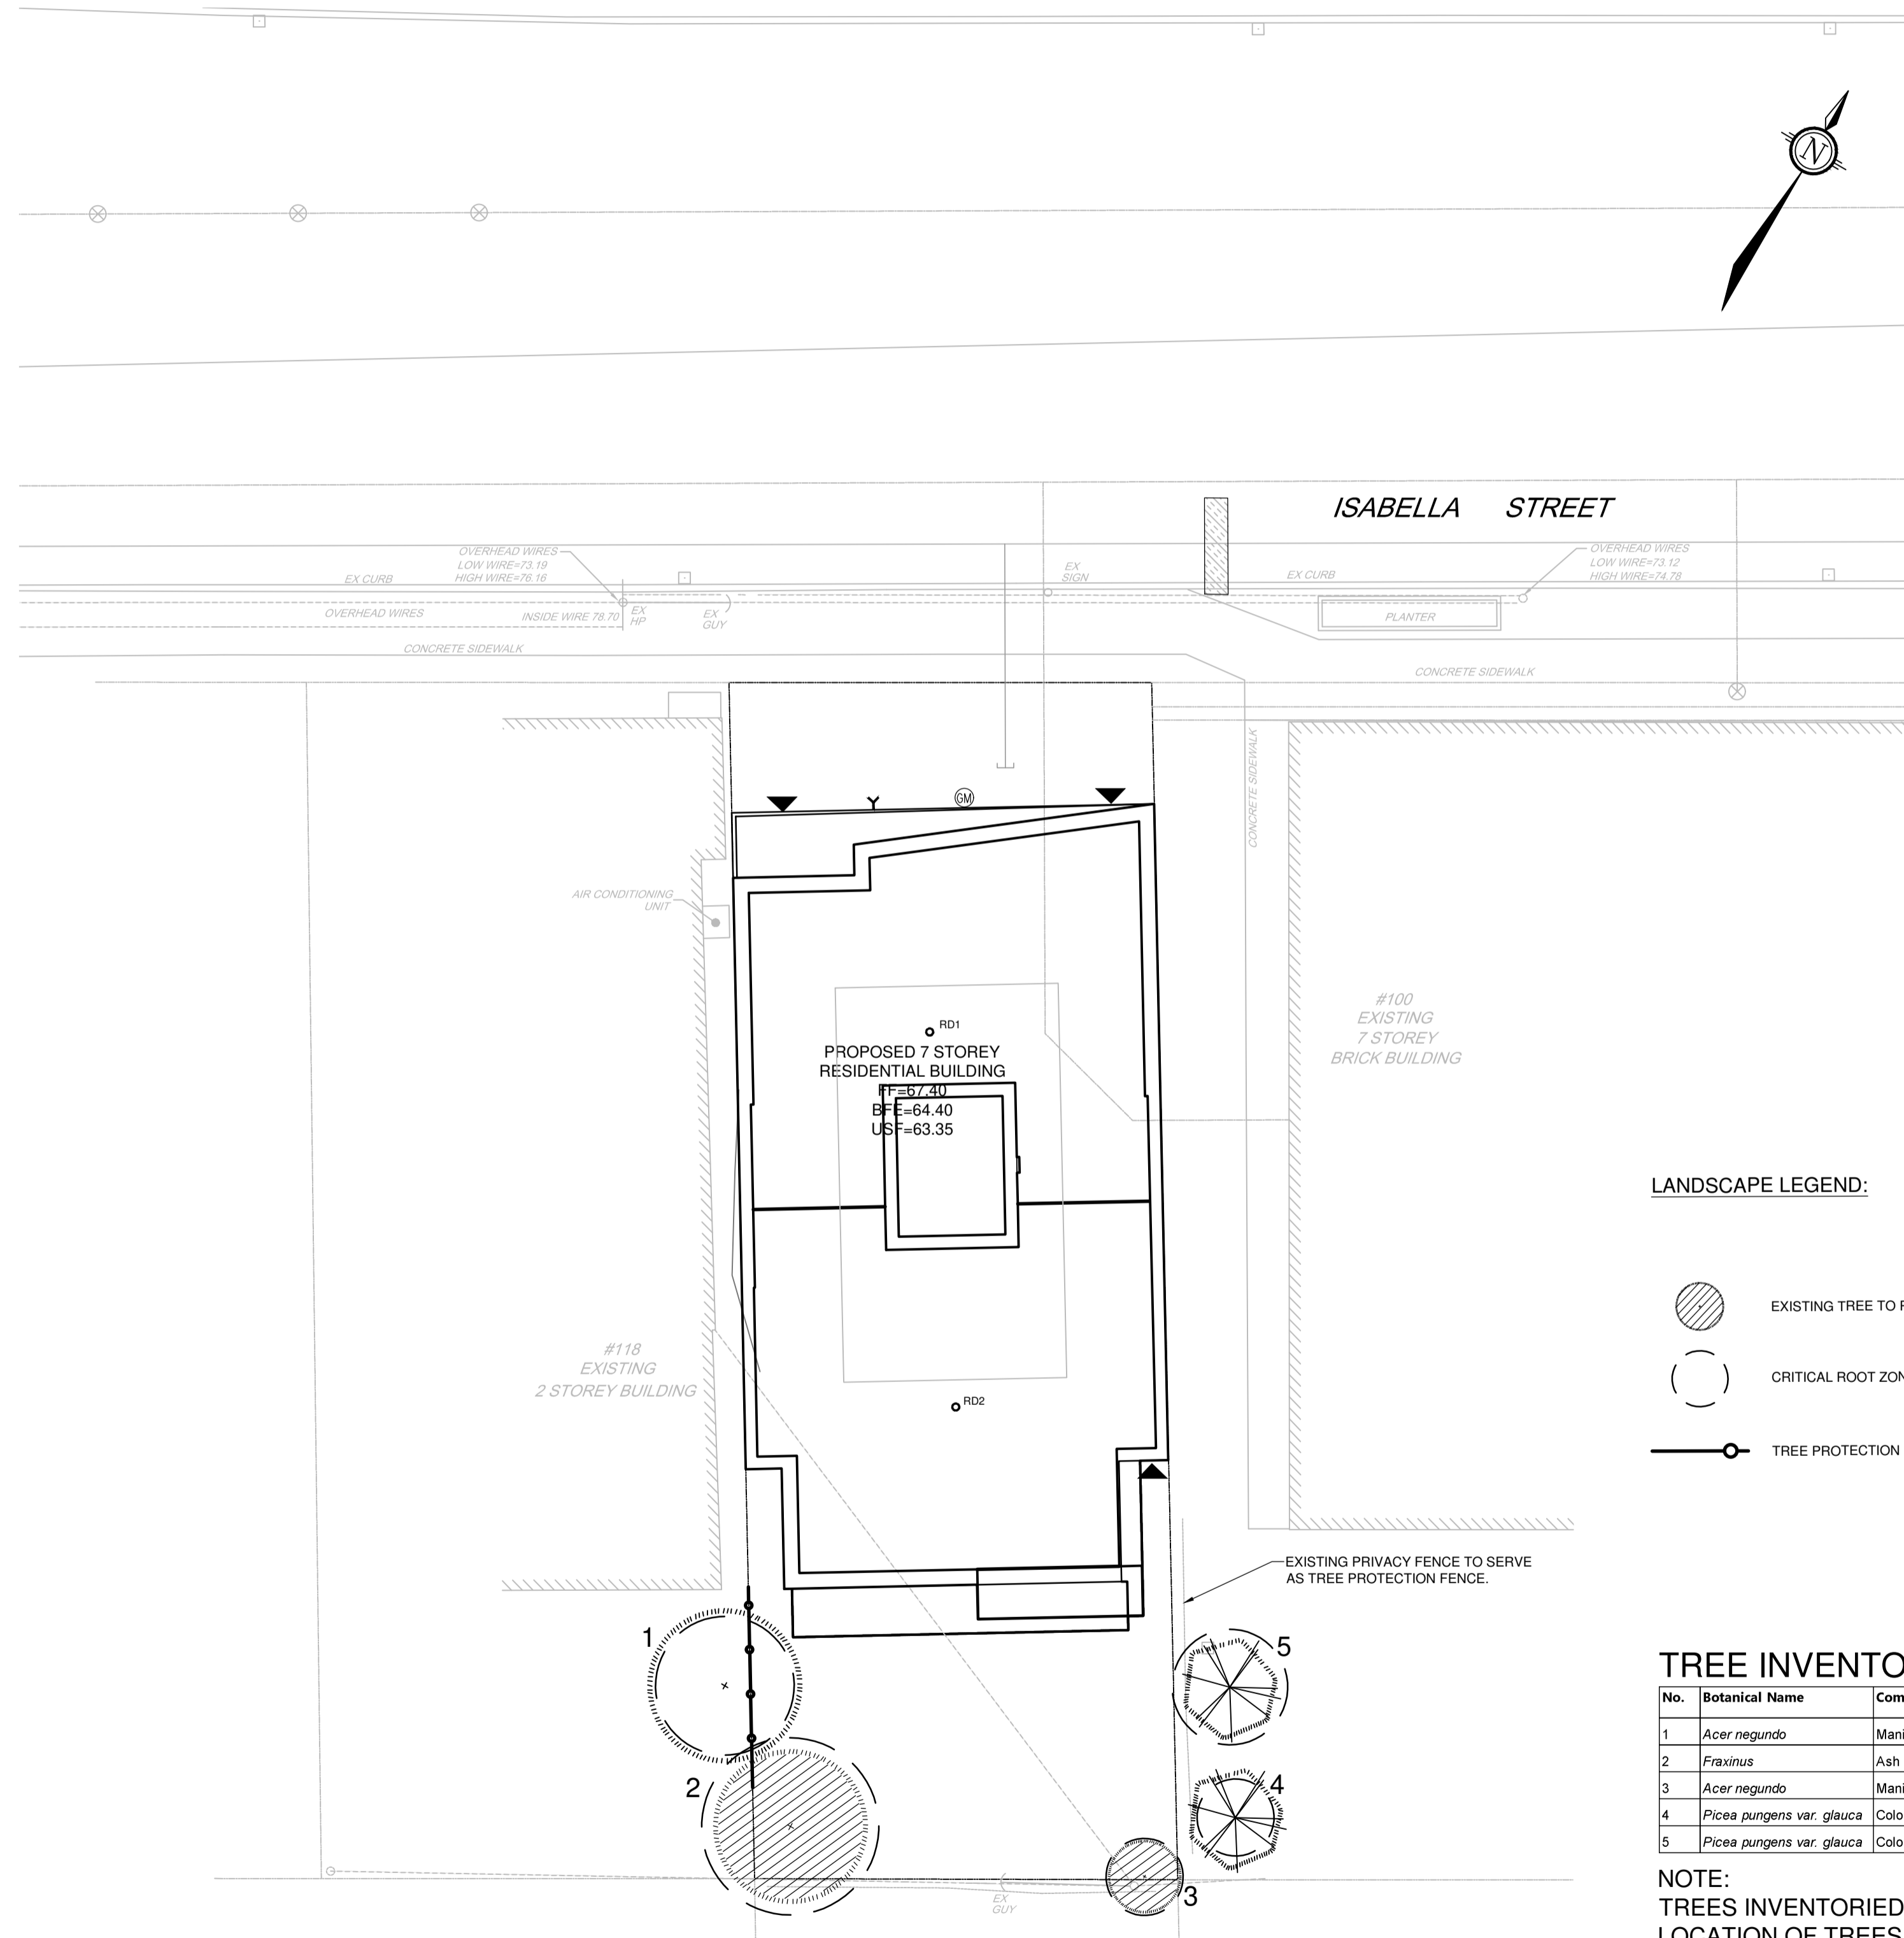 N
ISABELLA STREET
OVERHEAD WIRES
LOW WIRE=73.19
HIGH WIRE=76.16
EX CURB
OVERHEAD WIRES
INSIDE WIRE 78.70
EX
HP
EX
GUY
EX
SIGN
EX CURB
OVERHEAD WIRES
LOW WIRE=73.12
HIGH WIRE=74.78
PLANTER
CONCRETE SIDEWALK
CONCRETE SIDEWALK
CONCRETE SIDEWALK
Y
GM
AIR CONDITIONING
UNIT
RD1
PROPOSED 7 STOREY
RESIDENTIAL BUILDING
FF=67.40
BFE=64.40
USF=63.35
#100
EXISTING
7 STOREY
BRICK BUILDING
#118
EXISTING
2 STOREY BUILDING
RD2
LANDSCAPE LEGEND:
EXISTING TREE TO
CRITICAL ROOT ZON
TREE PROTECTION
EXISTING PRIVACY FENCE TO SERVE
AS TREE PROTECTION FENCE.
1
2
5
4
3
EX
GUY
TREE INVENTO
No. Botanical Name Com
1 Acer negundo Mani
2 Fraxinus Ash
3 Acer negundo Mani
4 Picea pungens var. glauca Colo
5 Picea pungens var. glauca Colo
NOTE:
TREES INVENTORIED
LOCATION OF TREES